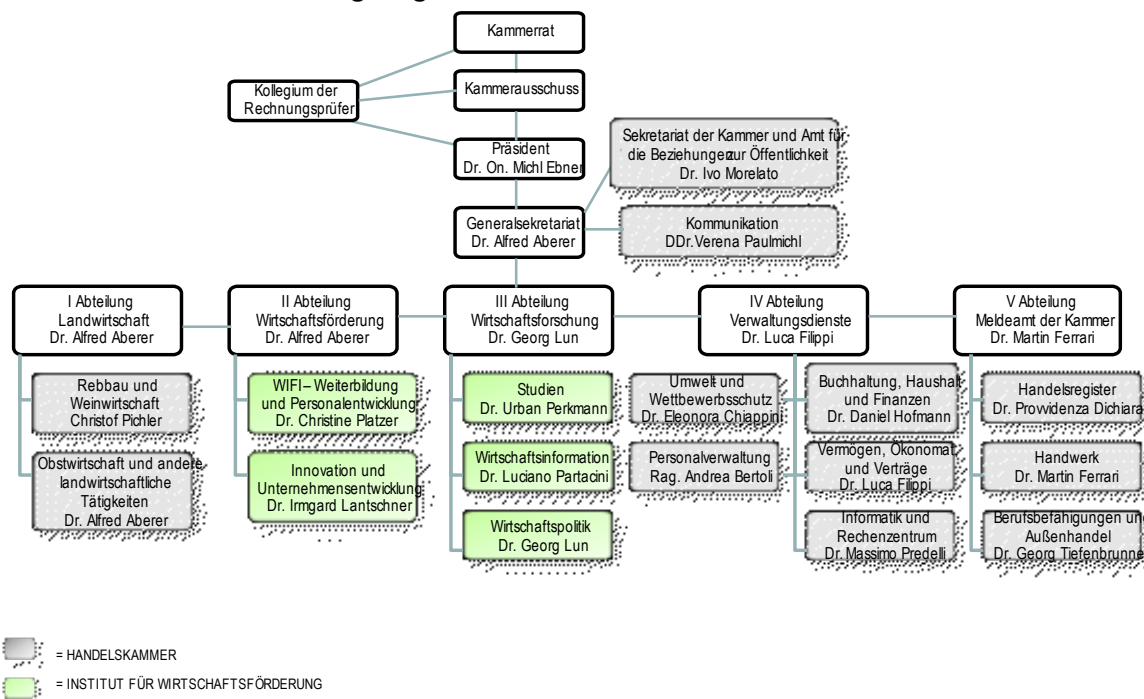 Kammerrat
Kollegium der
Rechnungsprüfer
Kammerausschuss
Präsident
Dr. On. Michl Ebner
Sekretariat der Kammer und Amt für
die Beziehungen zur Öffentlichkeit
Dr. Ivo Morelato
Generalsekretariat
Dr. Alfred Aberer
Kommunikation
DDr. Verena Paulmichl
I Abteilung
Landwirtschaft
Dr. Alfred Aberer
II Abteilung
Wirtschaftsförderung
Dr. Alfred Aberer
III Abteilung
Wirtschaftsforschung
Dr. Georg Lun
IV Abteilung
Verwaltungsdienste
Dr. Luca Filippi
V Abteilung
Meldeamt der Kammer
Dr. Martin Ferrari
Rebbau und
Weinwirtschaft
Christof Pichler
Obstwirtschaft und andere
landwirtschaftliche
Tätigkeiten
Dr. Alfred Aberer
WIFI – Weiterbildung
und Personalentwicklung
Dr. Christine Platzer
Innovation und
Unternehmensentwicklung
Dr. Irmgard Lantschner
Studien
Dr. Urban Perkmann
Wirtschaftsinformation
Dr. Luciano Partacini
Wirtschaftspolitik
Dr. Georg Lun
Umwelt und
Wettbewerbsschutz
Dr. Eleonora Chiappini
Personalverwaltung
Rag. Andrea Bertoli
Buchhaltung, Haushalt
und Finanzen
Dr. Daniel Hofmann
Vermögen, Ökonomat
und Verträge
Dr. Luca Filippi
Informatik und
Rechenzentrum
Dr. Massimo Predelli
Handelsregister
Dr. Provvidenza Dichiara
Handwerk
Dr. Martin Ferrari
Berufsbefähigungen un
Außenhandel
Dr. Georg Tiefenbrunne
= HANDELSKAMMER
= INSTITUT FÜR WIRTSCHAFTSFÖRDERUNG